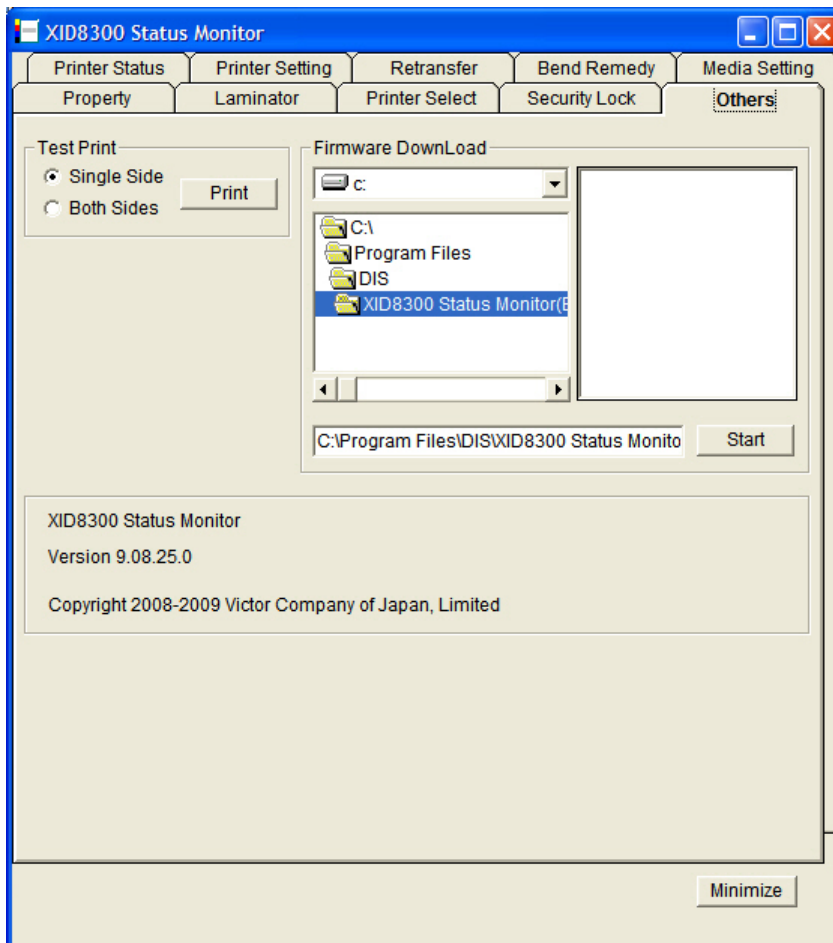 XID8300 Status Monitor
Printer Status Printer Setting Retransfer Bend Remedy Media Setting
Property Laminator Printer Select Security Lock Others
Test Print
Single Side
Both Sides
Print
Firmware DownLoad
c:
C:\
Program Files
DIS
XID8300 Status Monitor(E
C:\Program Files\DIS\XID8300 Status Monito
Start
XID8300 Status Monitor
Version 9.08.25.0
Copyright 2008-2009 Victor Company of Japan, Limited
Minimize